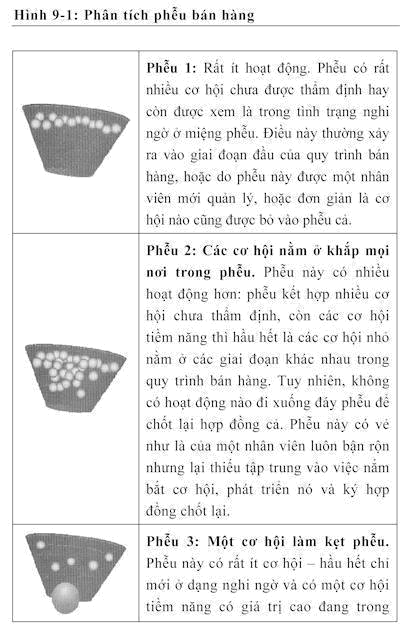 Hình 9-1: Phân tích phễu bán hàng
Phễu 1: Rất ít hoạt động. Phễu có rất
nhiều cơ hội chưa được thẩm định hay
còn được xem là trong tình trạng nghi
ngờ ở miệng phễu. Điều này thường xảy
ra vào giai đoạn đầu của quy trình bán
hàng, hoặc do phễu này được một nhân
viên mới quản lý, hoặc đơn giản là cơ
hội nào cũng được bỏ vào phễu cả.
Phễu 2: Các cơ hội nằm ở khắp mọi
nơi trong phễu. Phễu này có nhiều
hoạt động hơn: phễu kết hợp nhiều cơ
hội chưa thẩm định, còn các cơ hội
tiềm năng thì hầu hết là các cơ hội nhỏ
nằm ở các giai đoạn khác nhau trong
quy trình bán hàng. Tuy nhiên, không
có hoạt động nào đi xuống đáy phễu để
chốt lại hợp đồng cả. Phễu này có vẻ
như là của một nhân viên luôn bận rộn
nhưng lại thiếu tập trung vào việc nắm
bắt cơ hội, phát triển nó và ký hợp
đồng chốt lại.
Phễu 3: Một cơ hội làm kẹt phễu.
Phễu này có rất ít cơ hội – hầu hết chỉ
mới ở dạng nghi ngờ và có một cơ hội
tiềm năng có giá trị cao đang trong